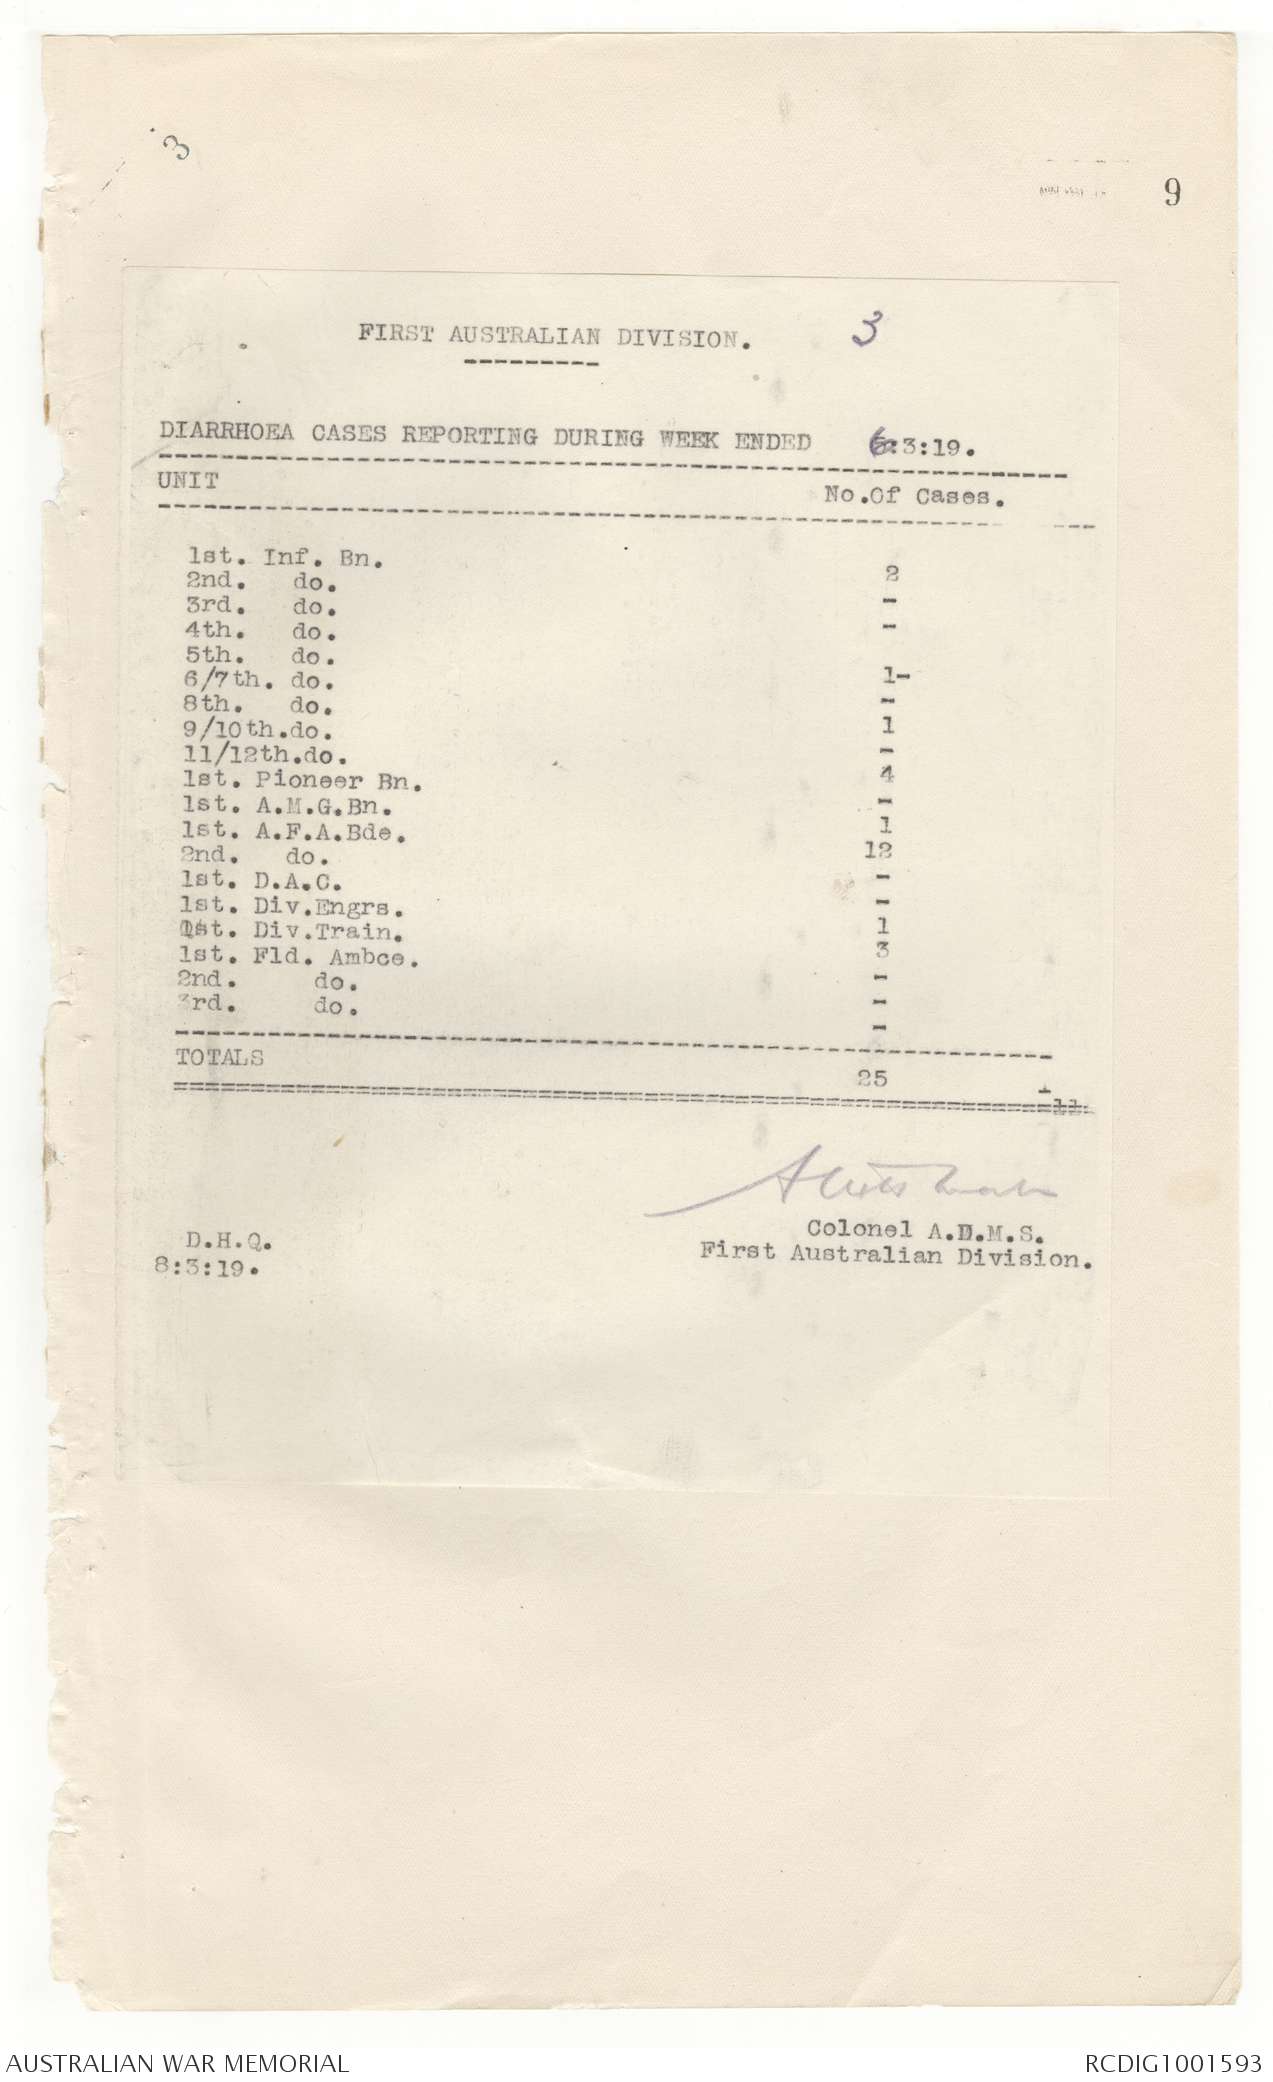 3
9
FIRST AUSTRALIAN DIVISION. 3
DIARRHOEA CASES REPORTING DURING WEEK ENDED 6:3:19.
UNIT No.Of Cases.
1st. Inf. Bn. 2
2nd. do. -
3rd. do. -
4th. do.
5th. do. 1-
6/7th. do. -
8th. do. 1
9/10th.do. -
11/12th.do. 4
1st. Pioneer Bn. -
1st. A.M.G.Bn. 1
1st. A.F.A.Bde. 12
2nd. do. -
1st. D.A.C. -
1st. Div.Engrs. 1
1st. Div.Train. 3
1st. Fld. Ambce. -
2nd. do. -
3rd. do. -
TOTALS 25
Colonel A.D.M.S.
First Australian Division.
D.H.Q.
8:3:19.
AUSTRALIAN WAR MEMORIAL RCDIG1001593